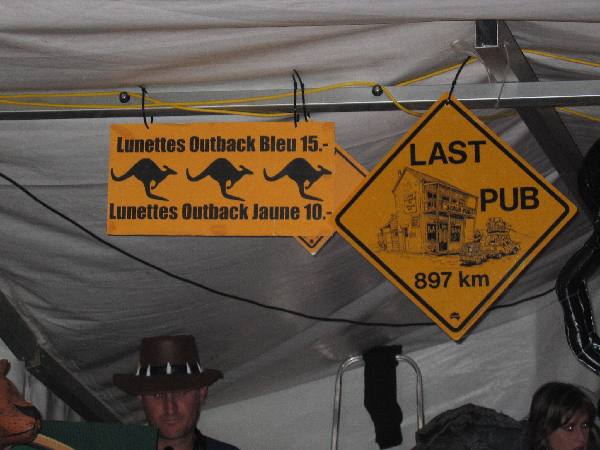 Lunettes Outback Bleu 15.-
Lunettes Outback Jaune 10.-
LAST
PUB
897 km